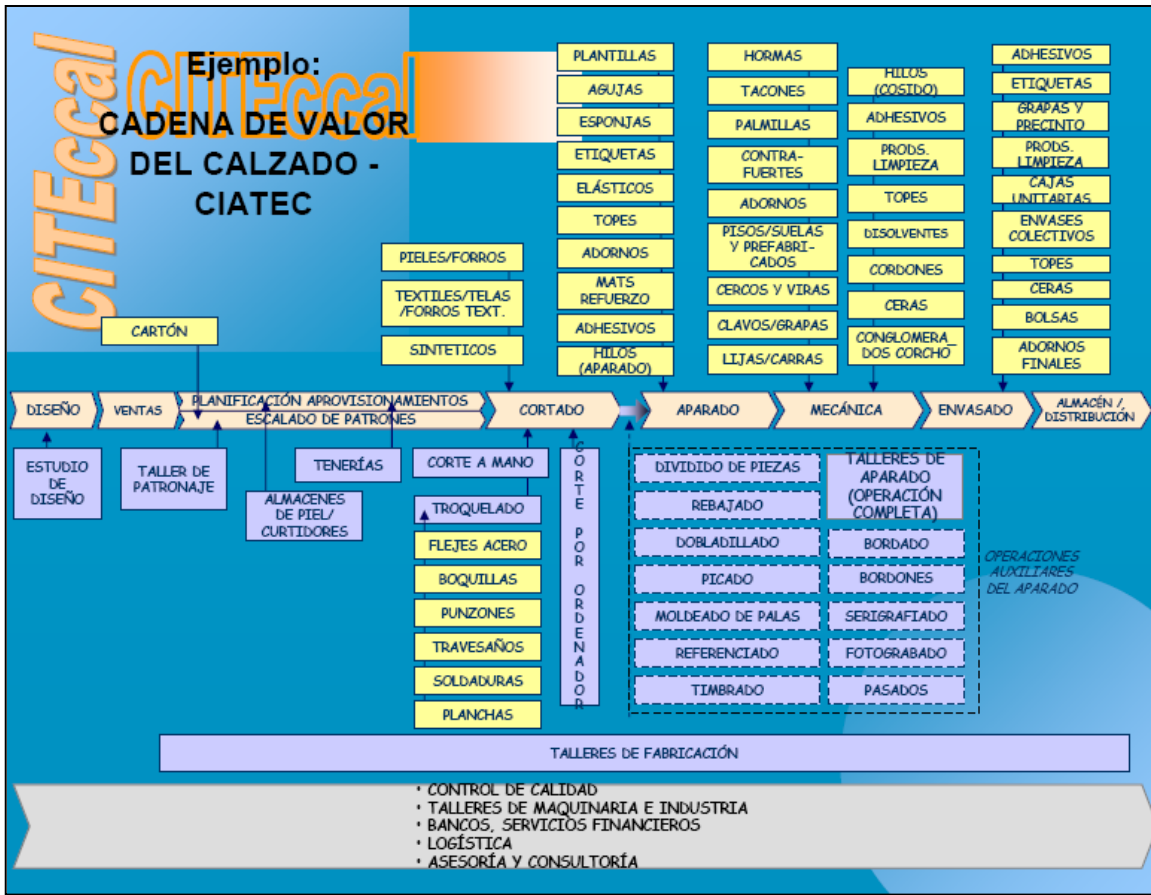 CITEccal
CITEccal
Ejemplo:
CADENA DE VALOR
DEL CALZADO -
CIATEC
CARTÓN
PIELES/FORROS
TEXTILES/TELAS
/FORROS TEXT.
SINTETICOS
PLANTILLAS
AGUJAS
ESPONJAS
ETIQUETAS
ELÁSTICOS
TOPES
ADORNOS
MATS
REFUERZO
ADHESIVOS
HILOS
(APARADO)
HORMAS
TACONES
PALMILLAS
CONTRA-
FUERTES
ADORNOS
PISOS/SUELAS
Y PREFABRI-
CADOS
CERCOS Y VIRAS
CLAVOS/GRAPAS
LIJAS/CARRAS
HILOS
(COSIDO)
ADHESIVOS
PRODS.
LIMPIEZA
TOPES
DISOLVENTES
CORDONES
CERAS
CONGLOMERA_
DOS CORCHO
ADHESIVOS
ETIQUETAS
GRAPAS Y
PRECINTO
PRODS.
LIMPIEZA
CAJAS
UNITARIAS
ENVASES
COLECTIVOS
TOPES
CERAS
BOLSAS
ADORNOS
FINALES
DISEÑO
VENTAS
PLANIFICACIÓN APROVISIONAMIENTOS
ESCALADO DE PATRONES
CORTADO
APARADO
MECÁNICA
ENVASADO
ALMACÉN /,
DISTRIBUCIÓN
ESTUDIO
DE
DISEÑO
TALLER DE
PATRONAJE
ALMACENES
DE PIEL/
CURTIDORES
TENERÍAS
CORTE A MANO
TROQUELADO
FLEJES ACERO
BOQUILLAS
PUNZONES
TRAVESAÑOS
SOLDADURAS
PLANCHAS
CORTE POR ORDENADOR
DIVIDIDO DE PIEZAS
REBAJADO
DOBLADILLADO
PICADO
MOLDEADO DE PALAS
REFERENCIADO
TIMBRADO
TALLERES DE
APARADO
(OPERACIÓN
COMPLETA)
BORDADO
BORDONES
SERIGRAFIADO
FOTOGRABADO
PASADOS
OPERACIONES
AUXILIARES
DEL APARADO
TALLERES DE FABRICACIÓN
• CONTROL DE CALIDAD
• TALLERES DE MAQUINARIA E INDUSTRIA
• BANCOS, SERVICIOS FINANCIEROS
• LOGÍSTICA
• ASESORÍA Y CONSULTORÍA